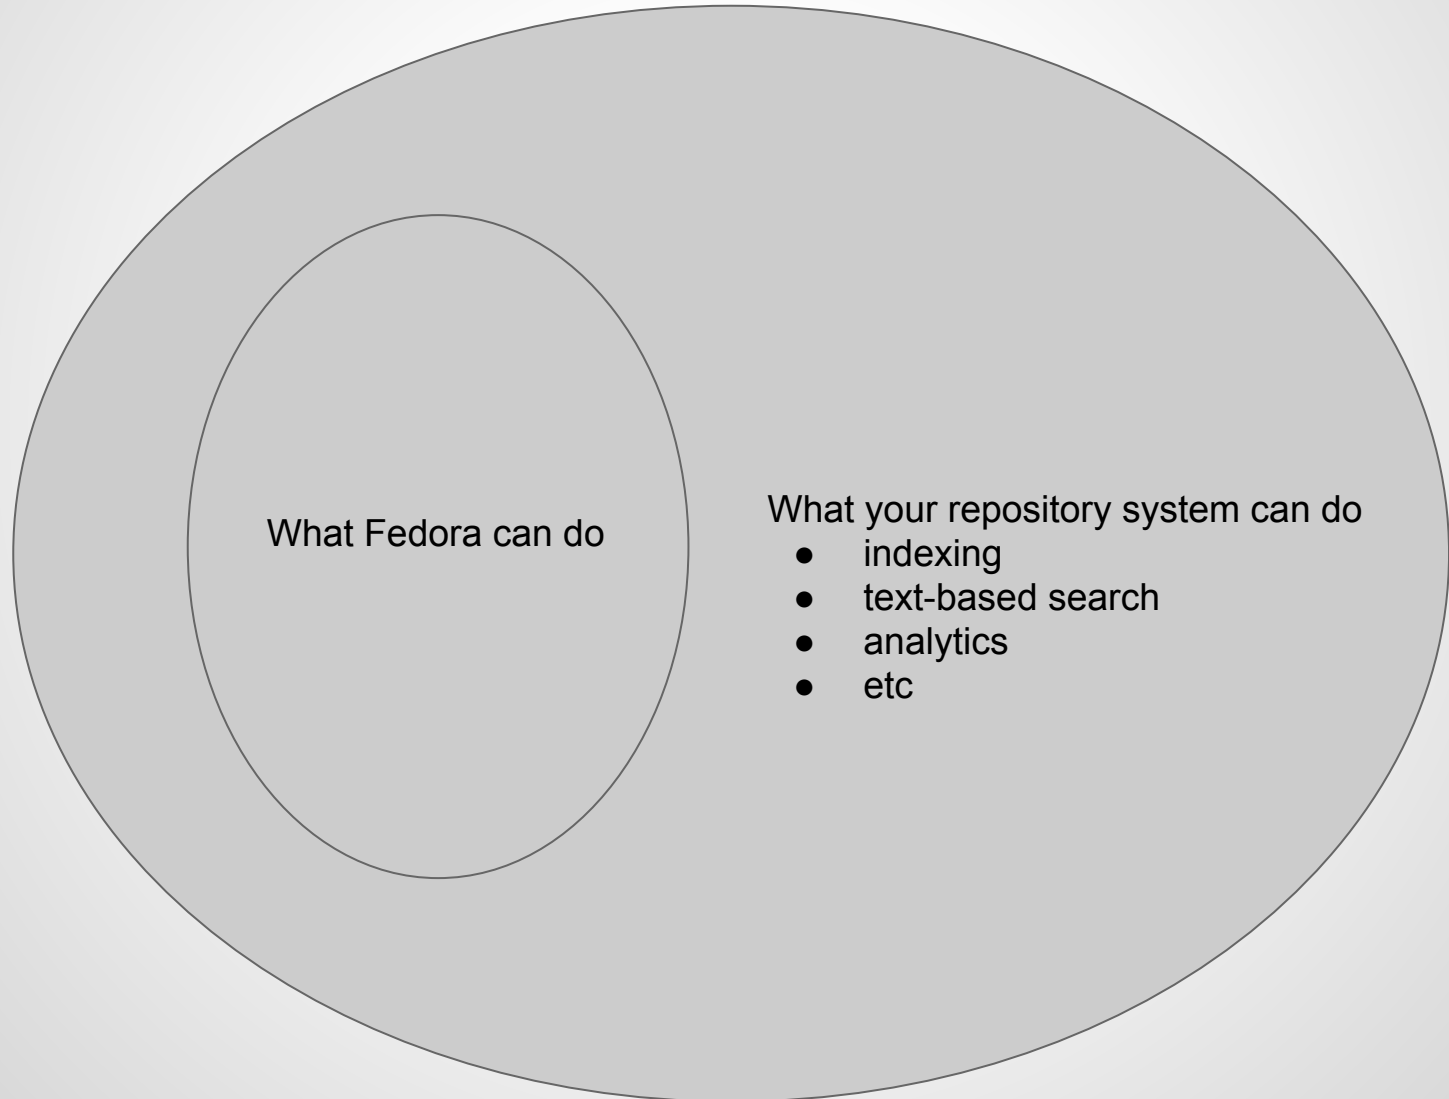 What Fedora can do
What your repository system can do
● indexing
● text-based search
● analytics
● etc